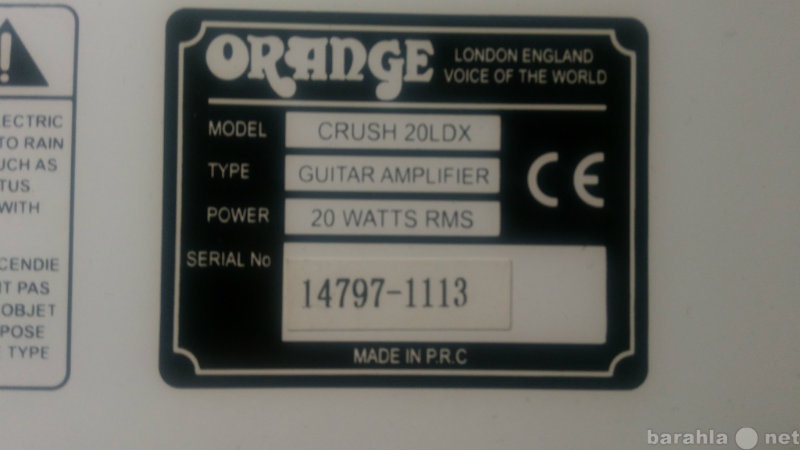 ECTRIC
TO RAIN
UCH AS
TUS
WITH
CENDIE
IT PAS
OBJET
POSE
TYPE
ORANGE
LONDON ENGLAND
VOICE OF THE WORLD
MODEL CRUSH 20LDX
TYPE GUITAR AMPLIFIER
POWER 20 WATTS RMS
CE
SERIAL No 14797-1113
MADE IN P.R.C
barahla net